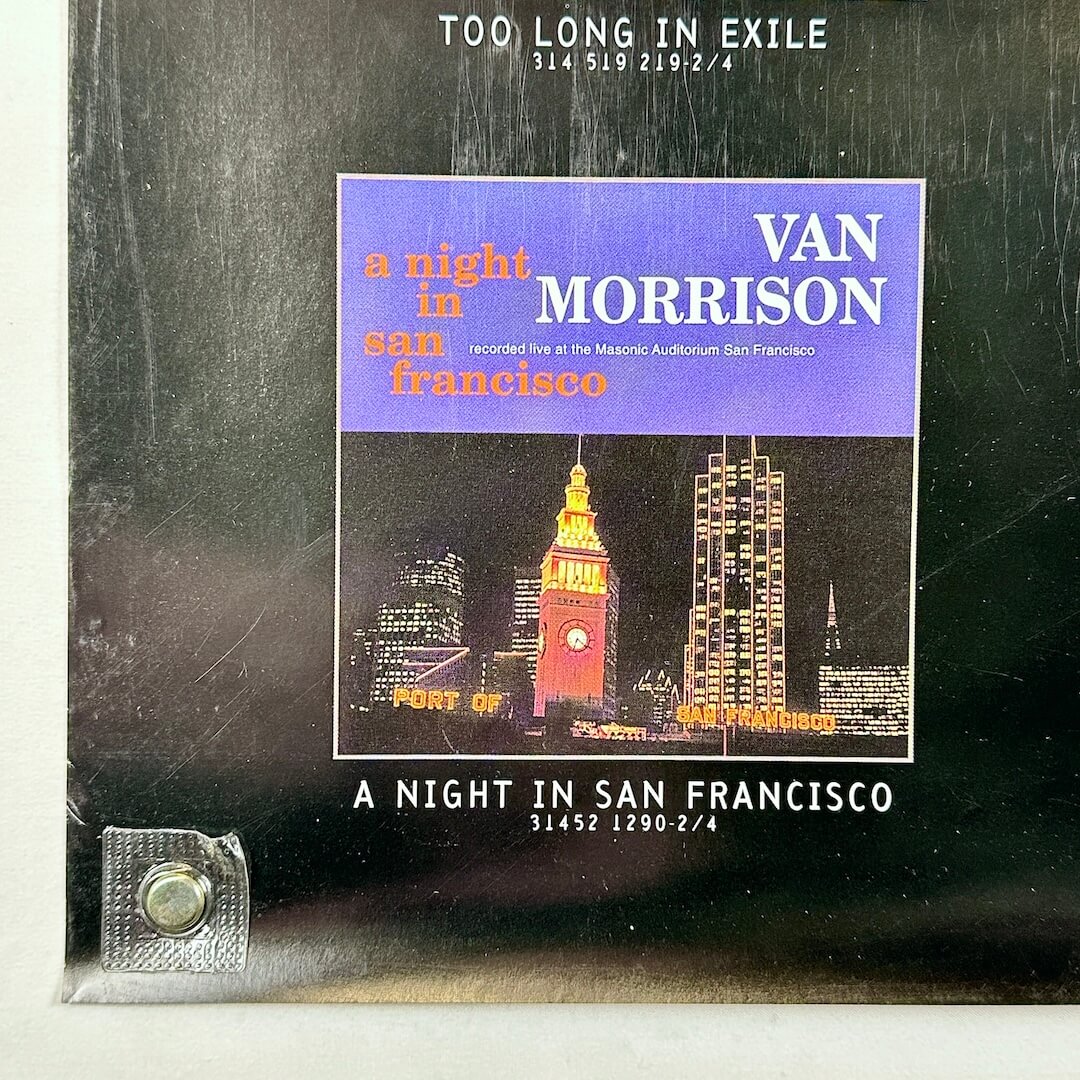 TOO LONG IN EXILE
314 519 219-2/4
VAN
MORRISON
a night
in
san
francisco
recorded live at the Masonic Auditorium San Francisco
PORT OF
SAN FRANCISCO
A NIGHT IN SAN FRANCISCO
31452 1290-2/4